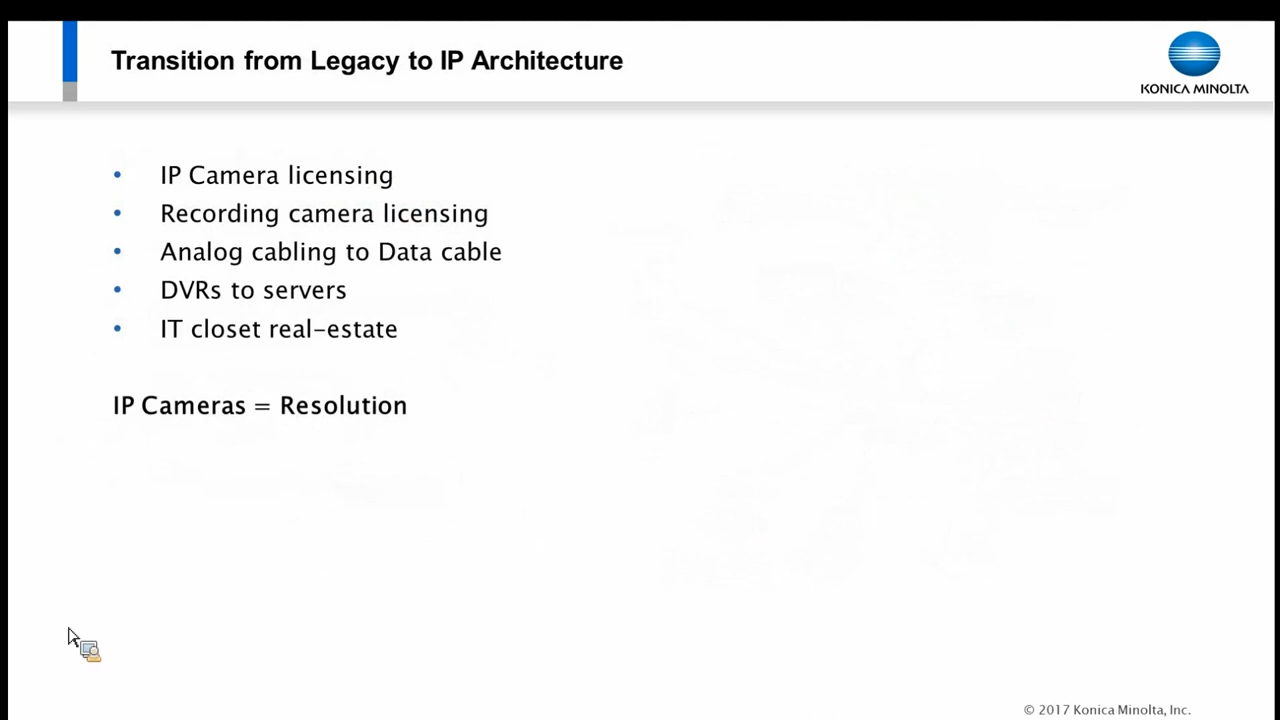 Transition from Legacy to IP Architecture
KONICA MINOLTA
• IP Camera licensing
• Recording camera licensing
• Analog cabling to Data cable
• DVRs to servers
• IT closet real-estate
IP Cameras = Resolution
© 2017 Konica Minolta, Inc.